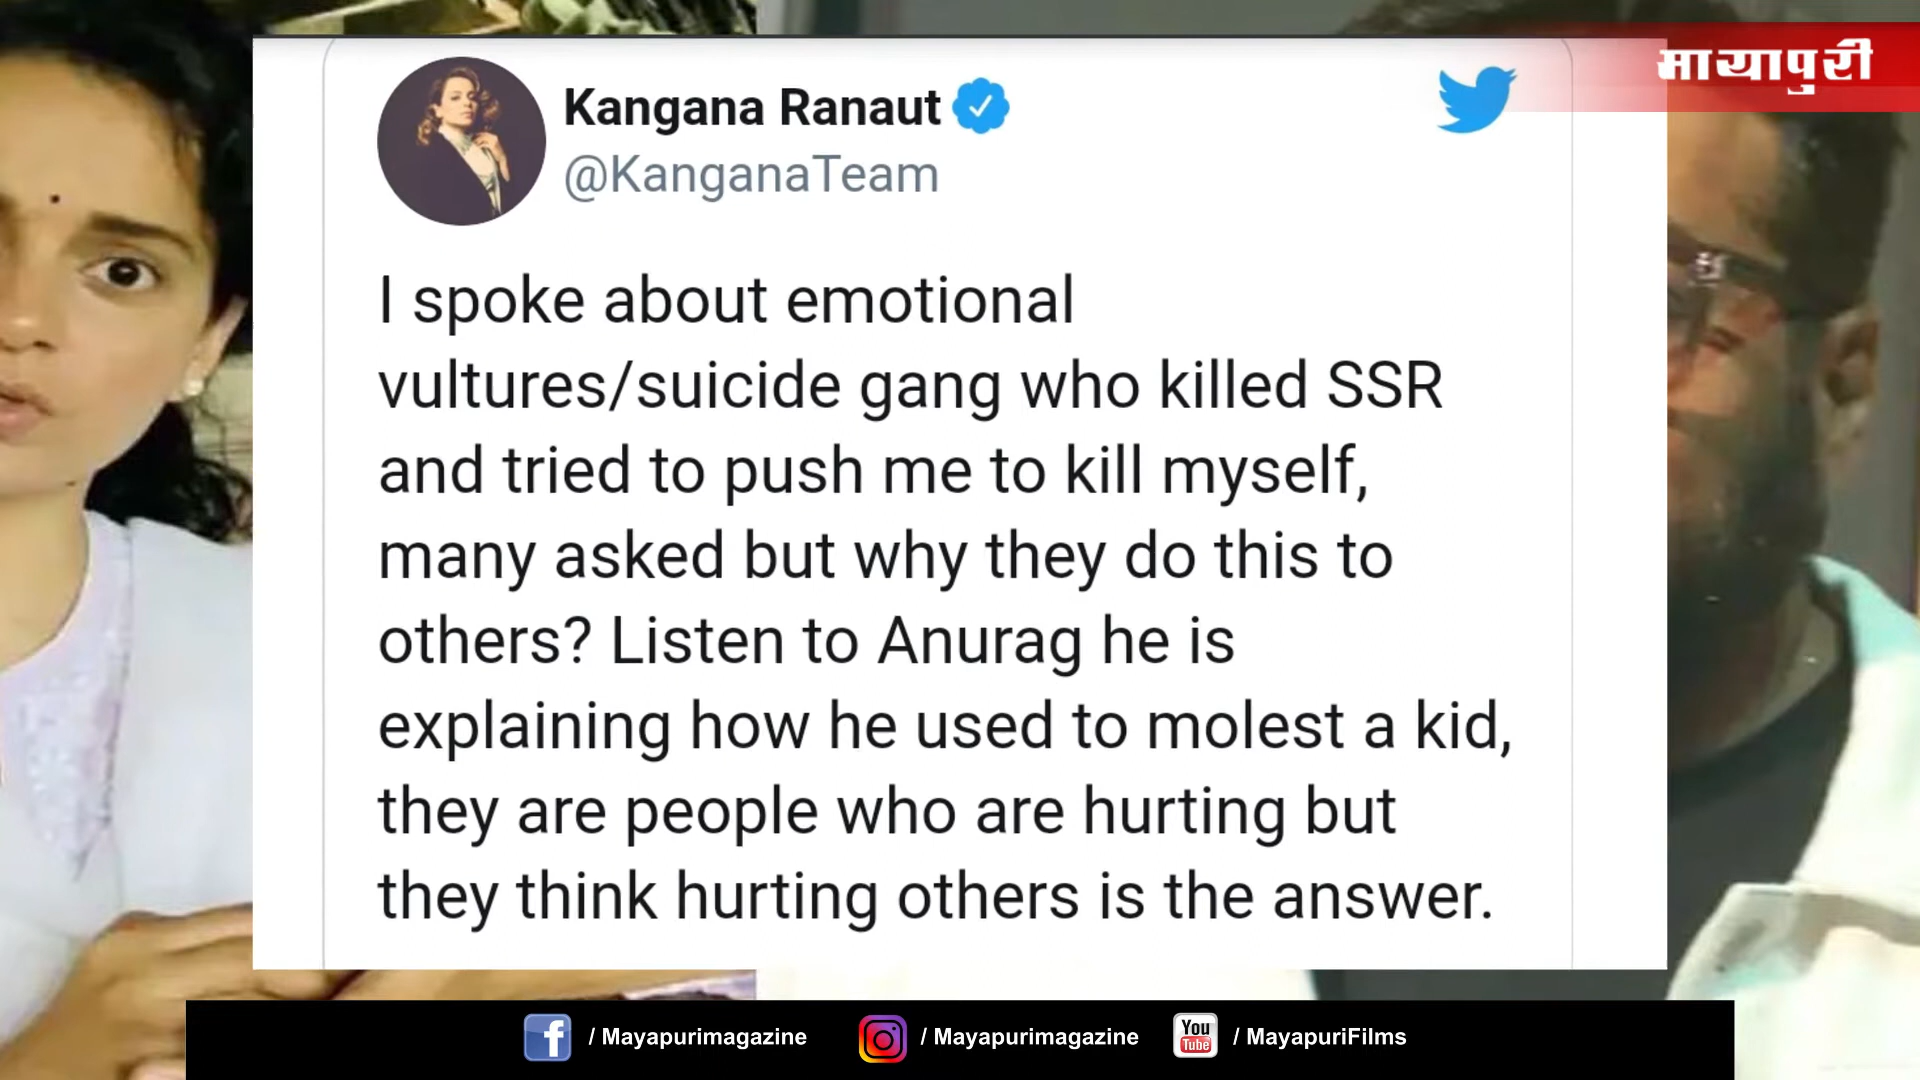 मायापुरी
Kangana Ranaut
@KanganaTeam
I spoke about emotional
vultures/suicide gang who killed SSR
and tried to push me to kill myself,
many asked but why they do this to
others? Listen to Anurag he is
explaining how he used to molest a kid,
they are people who are hurting but
they think hurting others is the answer.
/ Mayapurimagazine
/ Mayapurimagazine
You
Tube
/ MayapuriFilms